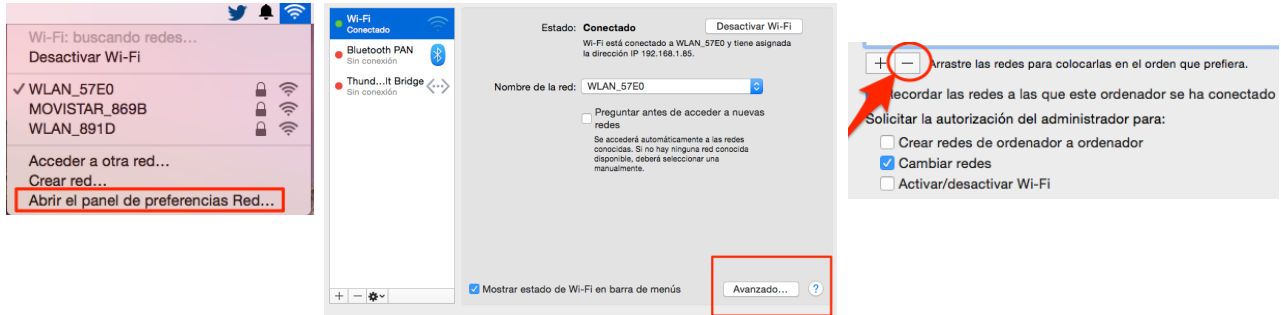 Wi-Fi: buscando redes...
Desactivar Wi-Fi
WLAN_57E0
MOVISTAR_869B
WLAN_891D
Acceder a otra red...
Crear red...
Abrir el panel de preferencias Red...
Wi-Fi
Conectado
Bluetooth PAN
Sin conexión
Thund...lt Bridge
Sin conexión
Estado: Conectado
Desactivar Wi-Fi
Wi-Fi está conectado a WLAN_57E0 y tiene asignada
la dirección IP 192.168.1.85.
Nombre de la red: WLAN_57E0
Preguntar antes de acceder a nuevas
redes
Se accederá automáticamente a las redes
conocidas. Si no hay ninguna red conocida
disponible, deberá seleccionar una
manualmente.
Mostrar estado de Wi-Fi en barra de menús
Avanzado... ?
+ −
+ − Arrastre las redes para colocarlas en el orden que prefiera.
ecordar las redes a las que este ordenador se ha conectado
Solicitar la autorización del administrador para:
Crear redes de ordenador a ordenador
Cambiar redes
Activar/desactivar Wi-Fi